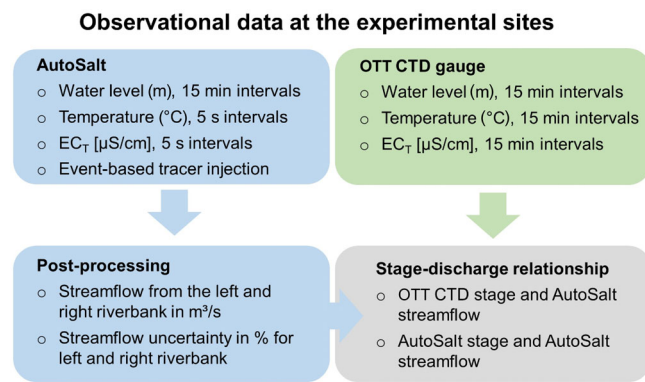 Observational data at the experimental sites
AutoSalt
○ Water level (m), 15 min intervals
○ Temperature (°C), 5 s intervals
○ EC_T [µS/cm], 5 s intervals
○ Event-based tracer injection
OTT CTD gauge
○ Water level (m), 15 min intervals
○ Temperature (°C), 15 min intervals
○ EC_T [µS/cm], 15 min intervals
Post-processing
○ Streamflow from the left and
right riverbank in m³/s
○ Streamflow uncertainty in % for
left and right riverbank
Stage-discharge relationship
○ OTT CTD stage and AutoSalt
streamflow
○ AutoSalt stage and AutoSalt
streamflow